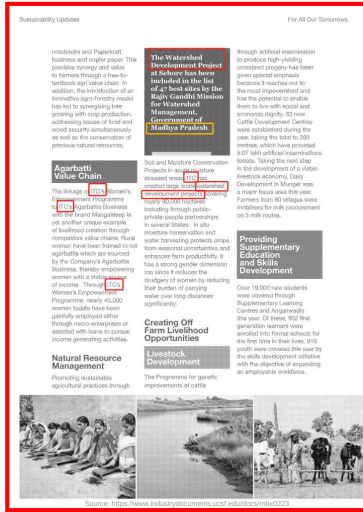 Sustainability Updates
For All Our Tomorrows
notebooks and Paperkraft
business and copier paper. This
provides synergy and value
to farmers through a tree-to-
textbook agri value chain. In
addition, the introduction of an
innovative agro-forestry model
has led to synergising tree
growing with crop production,
addressing issues of food and
wood security simultaneously
as well as the conservation of
precious natural resources.
Agarbatti
Value Chain
The linkage of ITC's Women's
Empowerment Programme
to ITC's Agarbattis Business
with the brand Mangaldeep is
yet another unique example
of livelihood creation through
competitive value chains. Rural
women have been trained to roll
agarbattis which are sourced
by the Company's Agarbattis
Business, thereby empowering
women with a stable source
of income. Through ITC's
Women's Empowerment
Programme, nearly 40,000
women todate have been
gainfully employed either
through micro-enterprises or
assisted with loans to pursue
income generating activities.
Natural Resource
Management
Promoting sustainable
agricultural practices through
The Watershed
Development Project
at Sehore has been
included in the list
of 47 best sites by the
Rajiv Gandhi Mission
for Watershed
Management,
Government of
Madhya Pradesh
Soil and Moisture Conservation
Projects in acute moisture
stressed areas. ITC has
created large scale watershed
development projects covering
nearly 90,000 hectares
including through public-
private-people partnerships
in several States. In situ
moisture conservation and
water harvesting protects crops
from seasonal uncertainties and
enhances farm productivity. It
has a strong gender dimension
too since it reduces the
drudgery of women by reducing
their burden of carrying
water over long distances
significantly.
Creating Off
Farm Livelihood
Opportunities
Livestock
Development
The Programme for genetic
improvements of cattle
through artificial insemination
to produce high-yielding
crossbred progeny has been
given special emphasis
because it reaches out to
the most impoverished and
has the potential to enable
them to live with social and
economic dignity. 63 new
Cattle Development Centres
were established during the
year, taking the total to 293
centres, which have provided
8.07 lakh artificial inseminations
todate. Taking the next step
in the development of a viable
livestock economy, Dairy
Development in Munger was
a major focus area this year.
Farmers from 60 villages were
mobilised for milk procurement
on 3 milk routes.
Providing
Supplementary
Education
and Skills
Development
Over 19,000 new students
were covered through
Supplementary Learning
Centres and Anganwadis
this year. Of these, 952 first
generation learners were
enrolled into formal schools for
the first time in their lives. 919
youth were covered this year by
the skills development initiative
with the objective of expanding
an employable workforce.
Source: https://www.industrydocuments.ucsf.edu/docs/rnbx0223